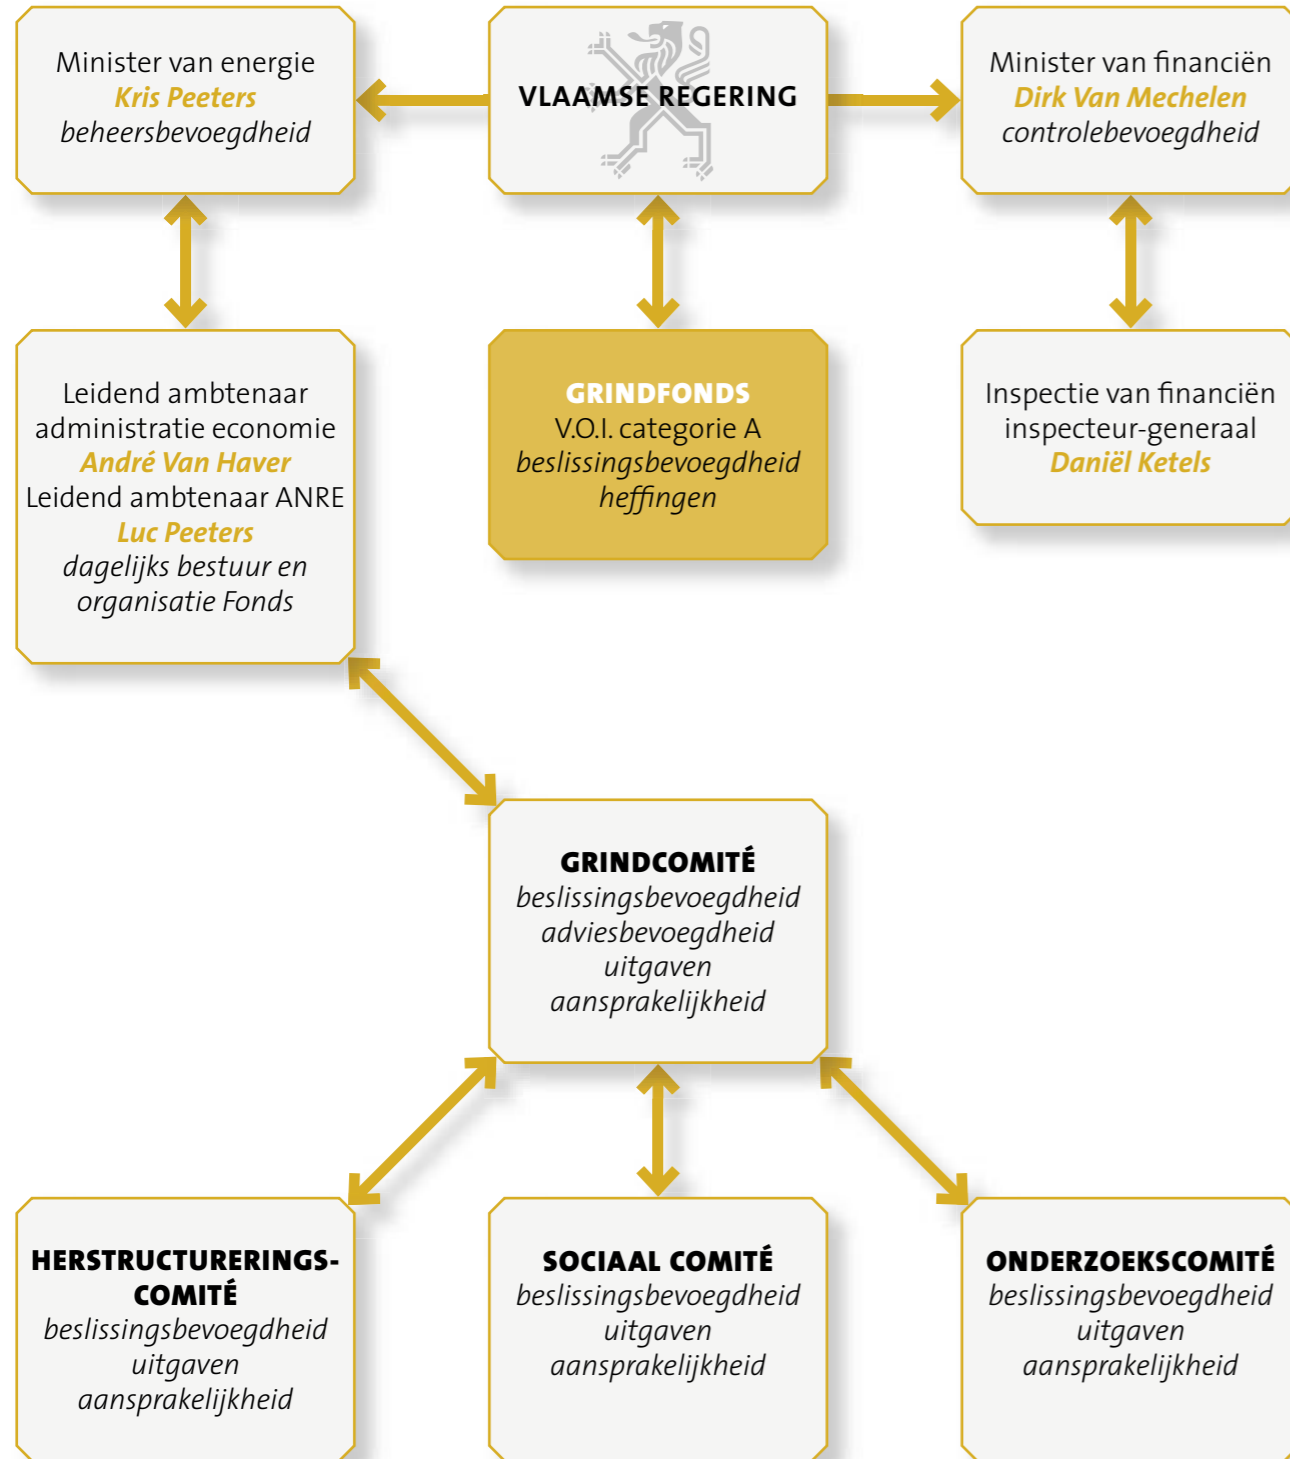 Minister van energie
Kris Peeters
beheersbevoegdheid
VLAAMSE REGERING
Minister van financiën
Dirk Van Mechelen
controlebevoegdheid
Leidend ambtenaar
administratie economie
André Van Haver
Leidend ambtenaar ANRE
Luc Peeters
dagelijks bestuur en
organisatie Fonds
GRINDFONDS
V.O.I. categorie A
beslissingsbevoegdheid
heffingen
Inspectie van financiën
inspecteur-generaal
Daniël Ketels
GRINDCOMITÉ
beslissingsbevoegdheid
adviesbevoegdheid
uitgaven
aansprakelijkheid
HERSTRUCTURERINGS-
COMITÉ
beslissingsbevoegdheid
uitgaven
aansprakelijkheid
SOCIAAL COMITÉ
beslissingsbevoegdheid
uitgaven
aansprakelijkheid
ONDERZOEKSCOMITÉ
beslissingsbevoegdheid
uitgaven
aansprakelijkheid